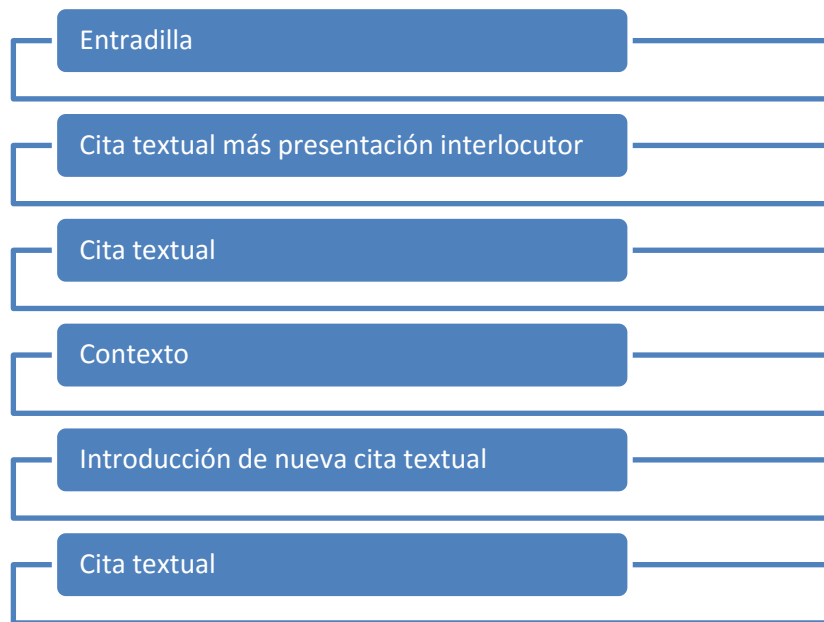 Entradilla
Cita textual más presentación interlocutor
Cita textual
Contexto
Introducción de nueva cita textual
Cita textual